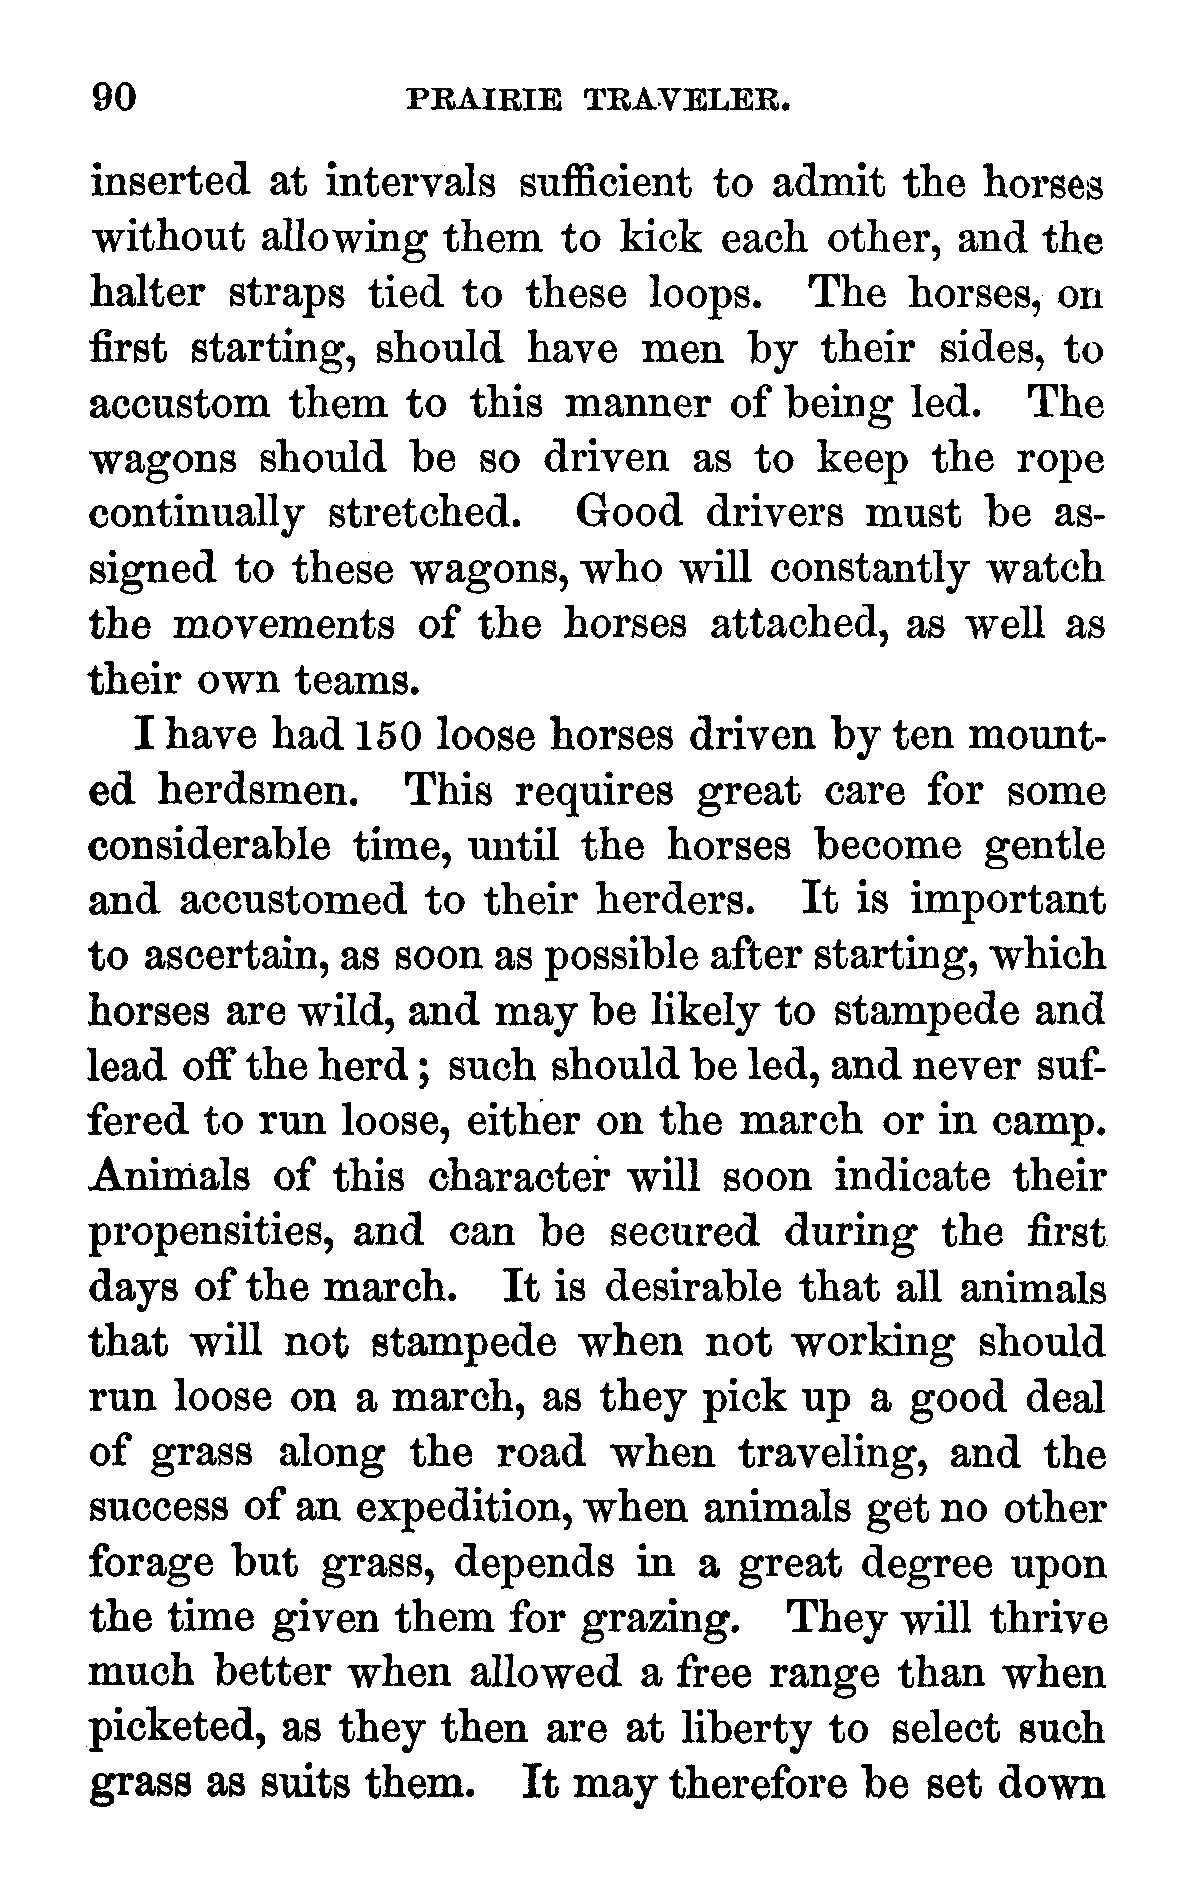 90 PRAIRIE TRAVELER.
inserted at intervals sufficient to admit the horses
without allowing them to kick each other, and the
halter straps tied to these loops. The horses, on
first starting, should have men by their sides, to
accustom them to this manner of being led. The
wagons should be so driven as to keep the rope
continually stretched. Good drivers must be as-
signed to these wagons, who will constantly watch
the movements of the horses attached, as well as
their own teams.
I have had 150 loose horses driven by ten mount-
ed herdsmen. This requires great care for some
considerable time, until the horses become gentle
and accustomed to their herders. It is important
to ascertain, as soon as possible after starting, which
horses are wild, and may be likely to stampede and
lead off the herd; such should be led, and never suf-
fered to run loose, either on the march or in camp.
Animals of this character will soon indicate their
propensities, and can be secured during the first
days of the march. It is desirable that all animals
that will not stampede when not working should
run loose on a march, as they pick up a good deal
of grass along the road when traveling, and the
success of an expedition, when animals get no other
forage but grass, depends in a great degree upon
the time given them for grazing. They will thrive
much better when allowed a free range than when
picketed, as they then are at liberty to select such
grass as suits them. It may therefore be set down